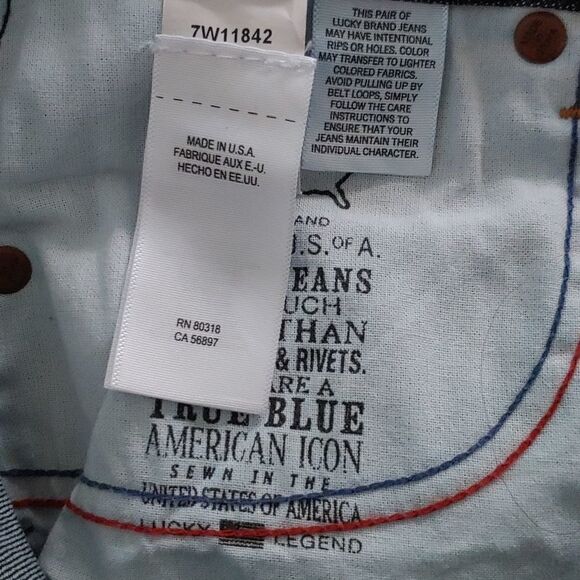 7W11842
THIS PAIR OF
LUCKY BRAND JEANS
MAY HAVE INTENTIONAL
RIPS OR HOLES. COLOR
MAY TRANSFER TO LIGHTER
COLORED FABRICS.
AVOID PULLING UP BY
BELT LOOPS, SIMPLY
FOLLOW THE CARE
INSTRUCTIONS TO
ENSURE THAT YOUR
JEANS MAINTAIN THEIR
INDIVIDUAL CHARACTER.
MADE IN U.S.A.
FABRIQUE AUX E.-U.
HECHO EN EE.UU.
RN 80318
CA 56897
AND
.S. OF A.
EANS
UCH
THAN
& RIVETS.
ARE A
TRUE BLUE
AMERICAN ICON
SEWN IN THE
UNITED STATES OF AMERICA
LUCKY LEGEND